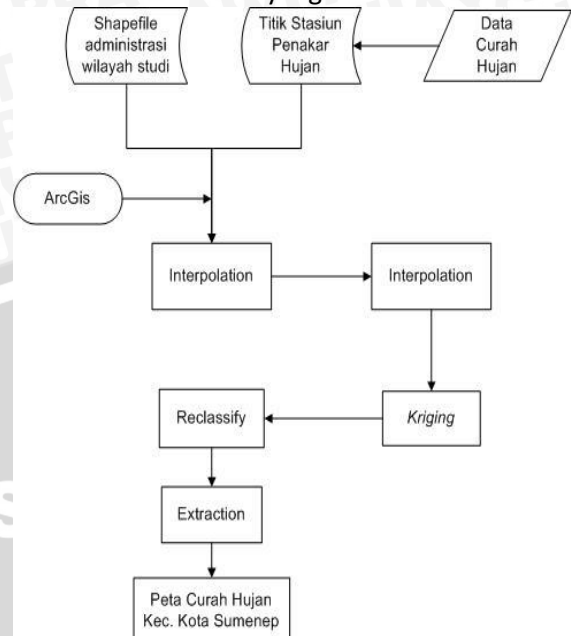 yang
Shapefile
administrasi
wilayah studi
Titik Stasiun
Penakar
Hujan
Data
Curah
Hujan
ArcGis
Interpolation
Interpolation
Kriging
Reclassify
Extraction
Peta Curah Hujan
Kec. Kota Sumenep